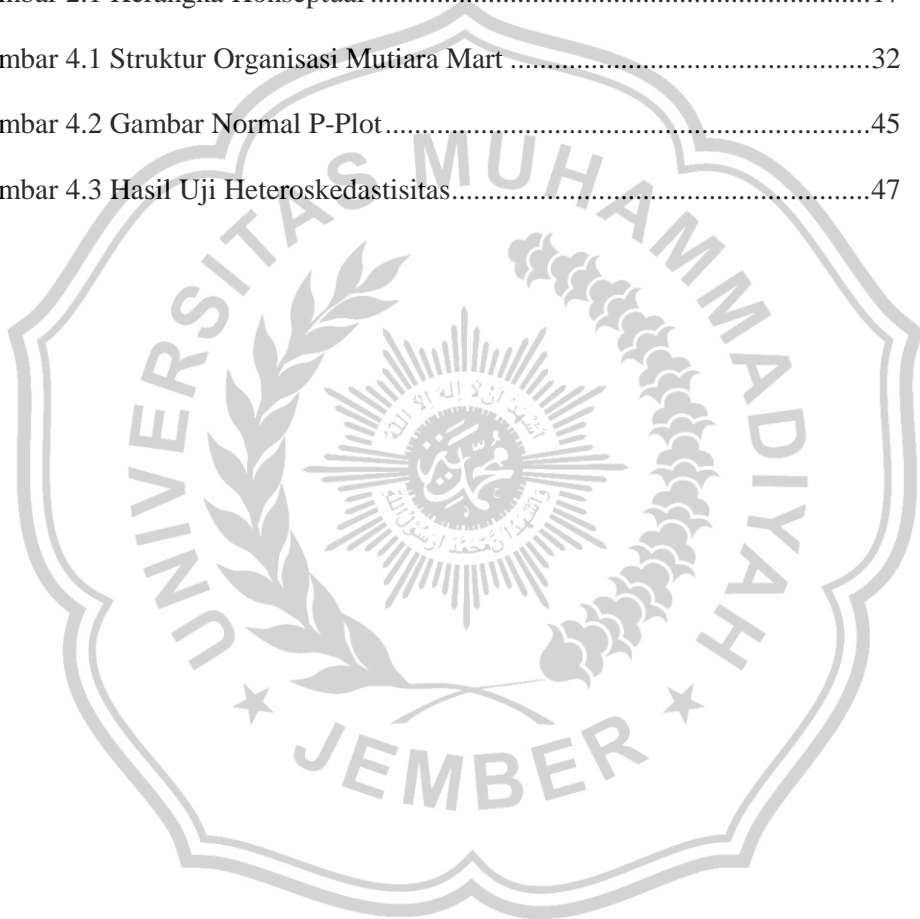 mbar 2.1 Kerangka Konseptual ........................................................ 17
mbar 4.1 Struktur Organisasi Mutiara Mart ........................................32
mbar 4.2 Gambar Normal P-Plot........................................................45
mbar 4.3 Hasil Uji Heteroskedastisitas................................................47
UNIVERSITAS MUHAMMADIYAH
JEMBER